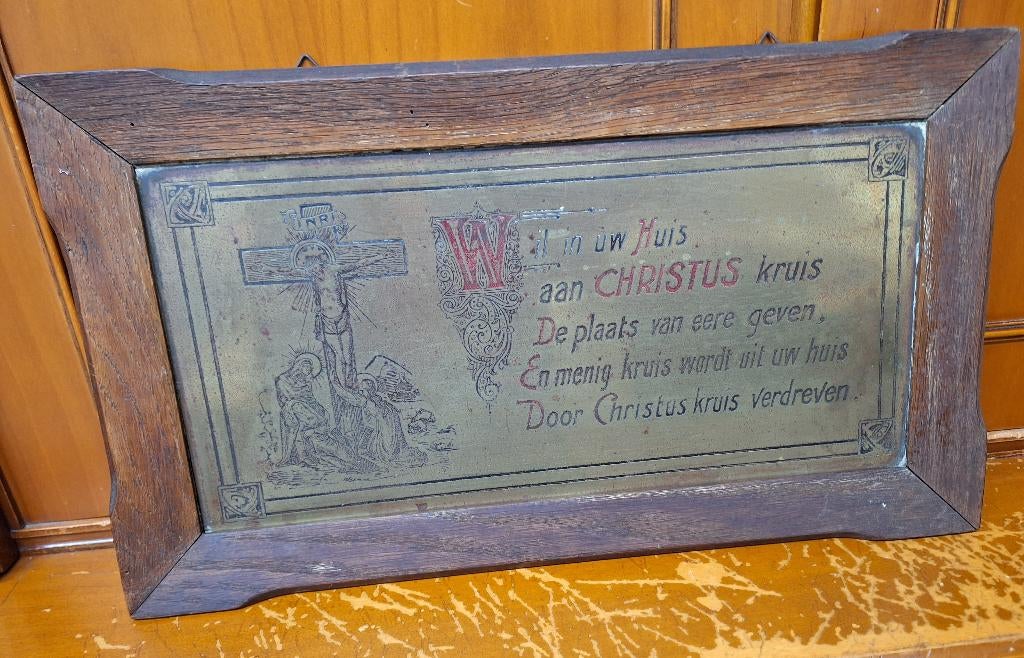 INRI
Wil in uw Huis
aan CHRISTUS kruis
De plaats van eere geven,
En menig kruis wordt uit uw huis
Door Christus kruis verdreven.